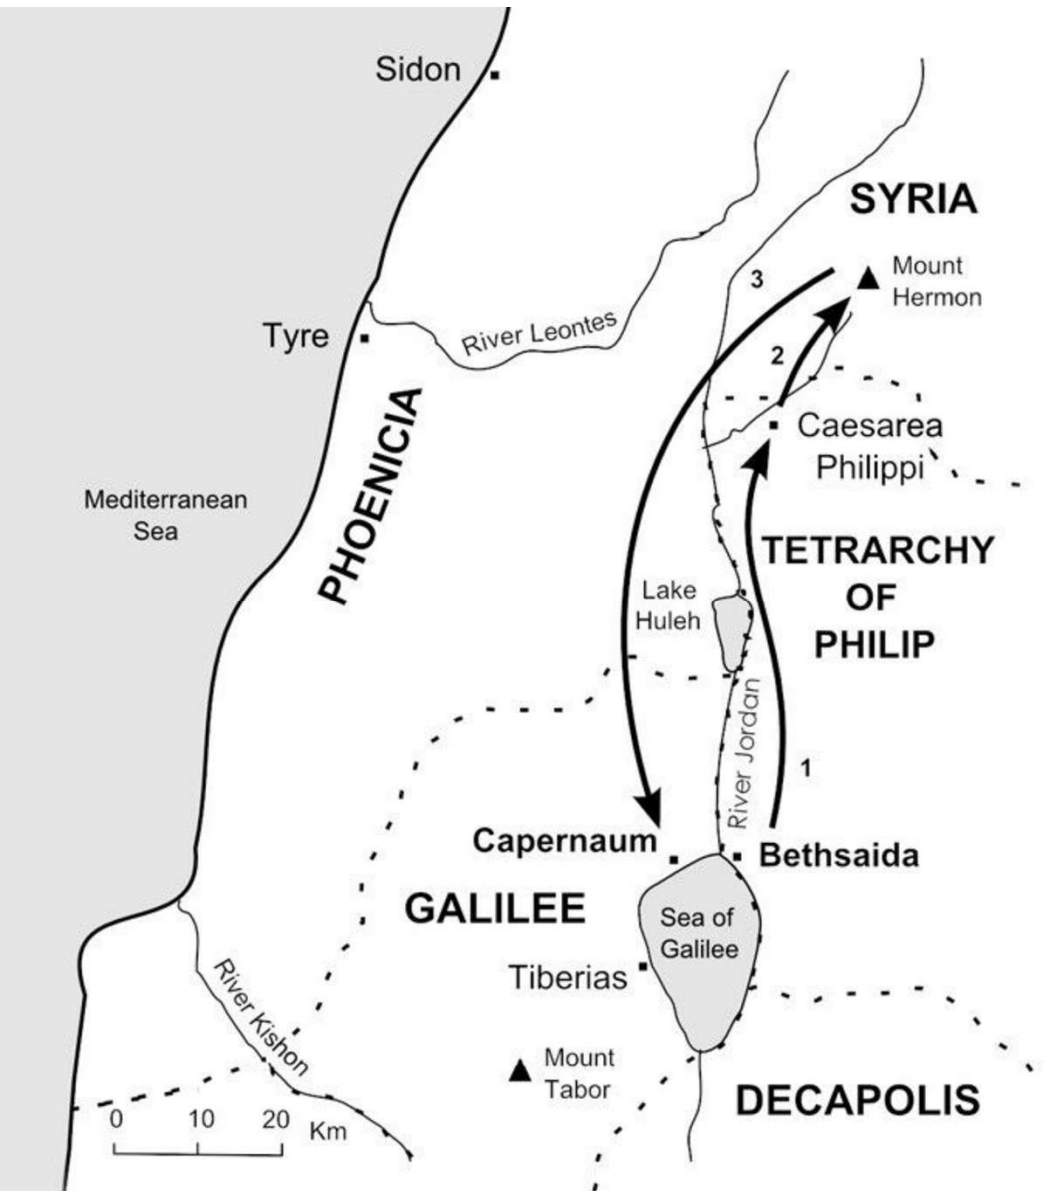 Sidon
SYRIA
3
Mount
Hermon
River Leontes
Tyre
2
PHOENICIA
Caesarea
Philippi
Mediterranean
Sea
TETRARCHY
OF
PHILIP
Lake
Huleh
River Jordan
1
Capernaum
Bethsaida
GALILEE
Sea of
Galilee
Tiberias
River Kishon
Mount
Tabor
DECAPOLIS
0 10 20 Km